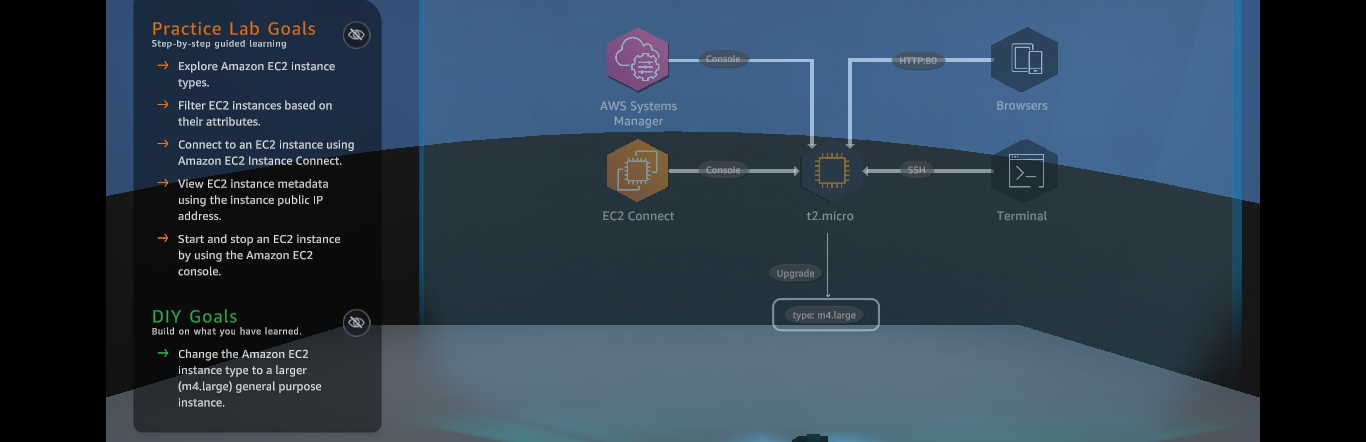 Practice Lab Goals
Step-by-step guided learning
→ Explore Amazon EC2 instance
types.
→ Filter EC2 instances based on
their attributes.
→ Connect to an EC2 instance using
Amazon EC2 Instance Connect.
→ View EC2 instance metadata
using the instance public IP
address.
→ Start and stop an EC2 instance
by using the Amazon EC2
console.
DIY Goals
Build on what you have learned.
→ Change the Amazon EC2
instance type to a larger
(m4.large) general purpose
instance.
Console
HTTP:80
AWS Systems
Manager
Browsers
Console
SSH
EC2 Connect
t2.micro
Terminal
Upgrade
type: m4.large